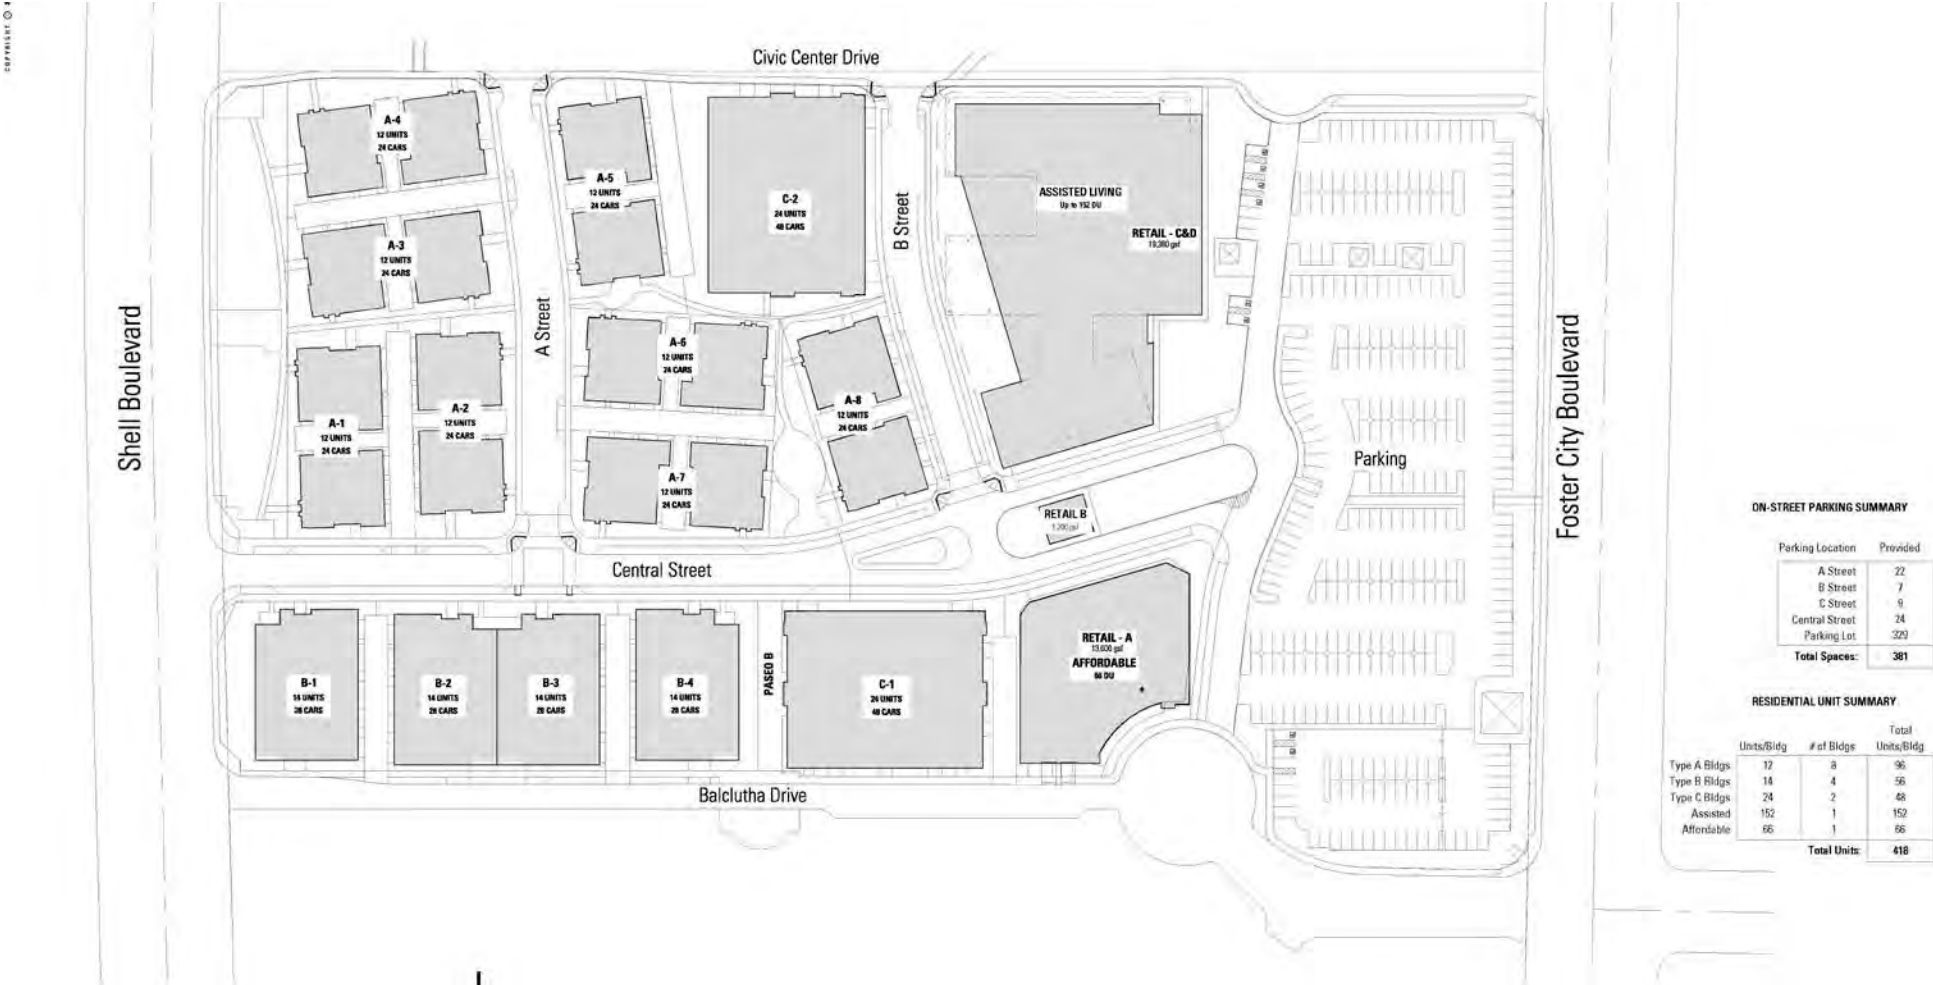 COPYRIGHT ©
Civic Center Drive
A-4
12 UNITS
24 CARS
A-5
12 UNITS
24 CARS
C-2
24 UNITS
48 CARS
B Street
ASSISTED LIVING
Up to 152 DU
RETAIL - C&D
A-3
12 UNITS
24 CARS
A Street
Shell Boulevard
Foster City Boulevard
A-6
12 UNITS
24 CARS
A-8
12 UNITS
24 CARS
A-1
12 UNITS
24 CARS
A-2
12 UNITS
24 CARS
A-7
12 UNITS
24 CARS
Parking
RETAIL B
1,200 gsf
Central Street
B-1
14 UNITS
CARS
B-2
14 UNITS
28 CARS
B-3
14 UNITS
28 CARS
B-4
14 UNITS
28 CARS
PASEO B
C-1
24 UNITS
48 CARS
RETAIL - A
AFFORDABLE
66 DU
Balclutha Drive
ON-STREET PARKING SUMMARY
Parking Location Provided
A Street 22
B Street 7
C Street 9
Central Street 24
Parking Lot
Total Spaces: 381
RESIDENTIAL UNIT SUMMARY
Total
Units/Bldg # of Bldgs Units/Bldg
Type A Bldgs 12 8 96
Type B Bldgs 14 4 56
Type C Bldgs 24 2 48
Assisted 152 1 152
Affordable 66 1 66
Total Units: 418